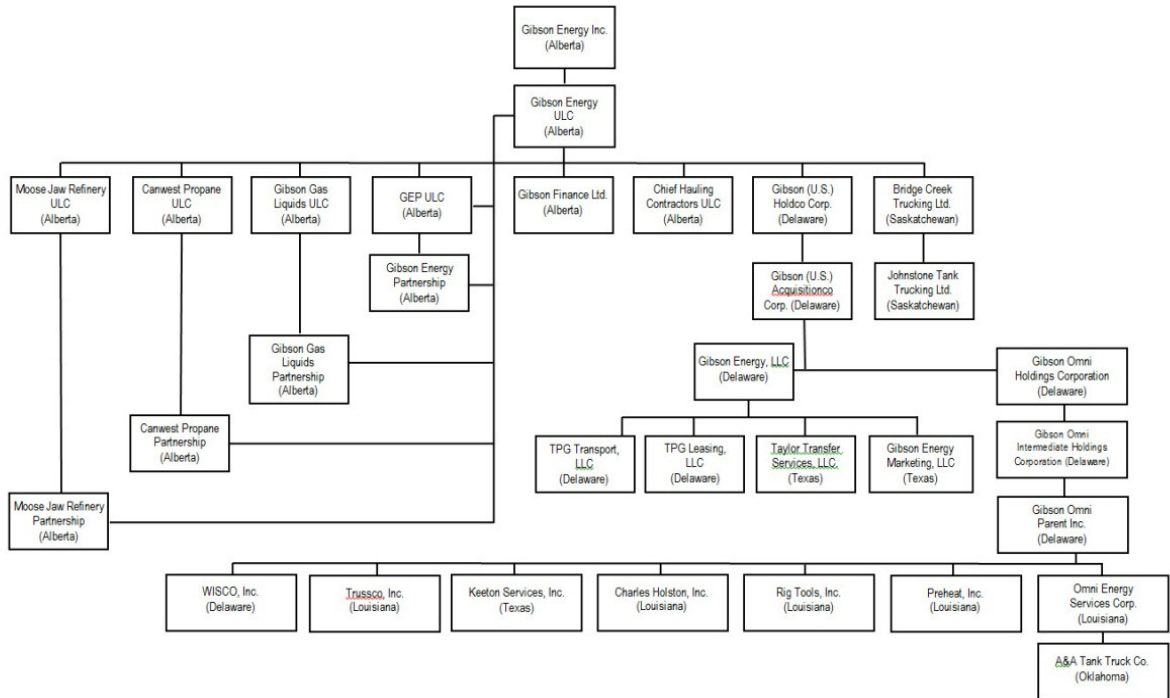 Gibson Energy Inc.
(Alberta)
Gibson Energy
ULC
(Alberta)
Moose Jaw Refinery
ULC
(Alberta)
Canwest Propane
ULC
(Alberta)
Gibson Gas
Liquids ULC
(Alberta)
GEP ULC
(Alberta)
Gibson Finance Ltd.
(Alberta)
Chief Hauling
Contractors ULC
(Alberta)
Gibson (U.S.)
Holdco Corp.
(Delaware)
Bridge Creek
Trucking Ltd.
(Saskatchewan)
Gibson Energy
Partnership
(Alberta)
Gibson (U.S.)
Acquisitionco
Corp. (Delaware)
Johnstone Tank
Trucking Ltd.
(Saskatchewan)
Gibson Gas
Liquids
Partnership
(Alberta)
Gibson Energy, LLC
(Delaware)
Gibson Omni
Holdings Corporation
(Delaware)
Canwest Propane
Partnership
(Alberta)
TPG Transport,
LLC
(Delaware)
TPG Leasing,
LLC
(Delaware)
Taylor Transfer
Services, LLC.
(Texas)
Gibson Energy
Marketing, LLC
(Texas)
Gibson Omni
Intermediate Holdings
Corporation (Delaware)
Moose Jaw Refinery
Partnership
(Alberta)
Gibson Omni
Parent Inc.
(Delaware)
WISCO, Inc.
(Delaware)
Trussco, Inc.
(Louisiana)
Keeton Services, Inc.
(Texas)
Charles Holston, Inc.
(Louisiana)
Rig Tools, Inc.
(Louisiana)
Preheat, Inc.
(Louisiana)
Omni Energy
Services Corp.
(Louisiana)
A&A Tank Truck Co.
(Oklahoma)